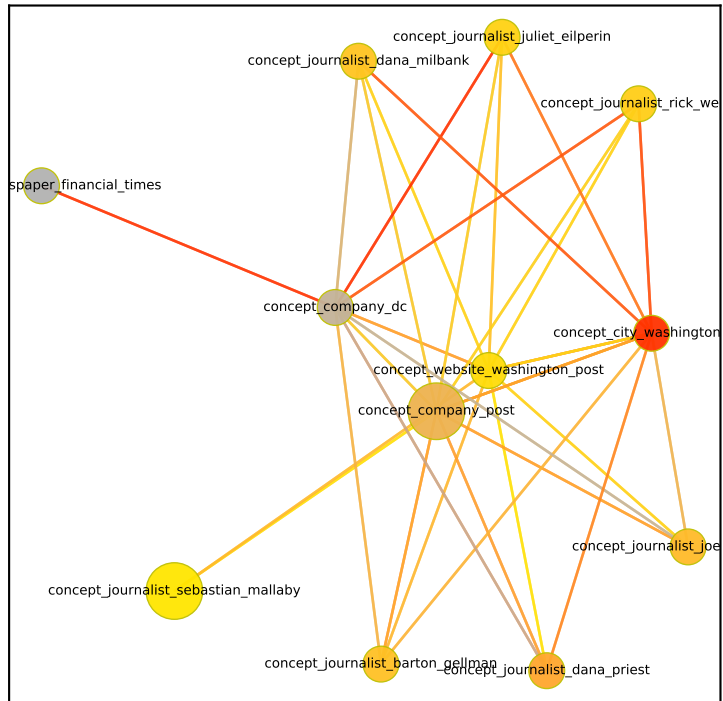 concept_journalist_juliet_eilperin
concept_journalist_dana_milbank
concept_journalist_rick_we
spaper_financial_times
concept_company_dc
concept_city_washington
concept_website_washington_post
concept_company_post
concept_journalist_joe
concept_journalist_sebastian_mallaby
concept_journalist_barton_gellman
concept_journalist_dana_priest